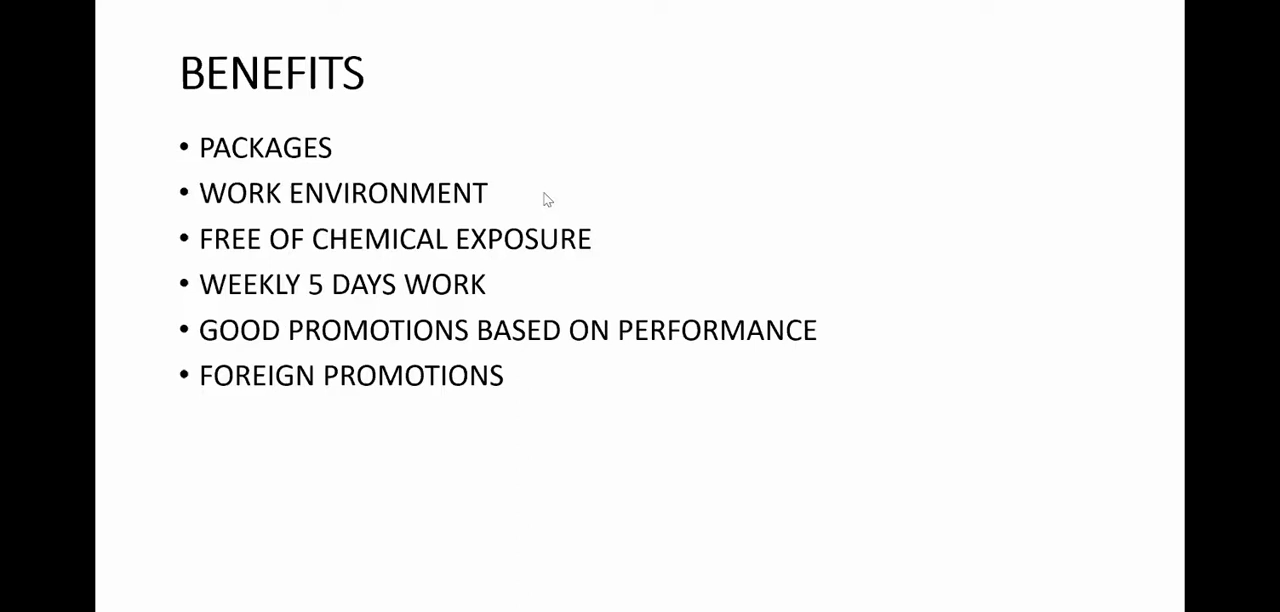 BENEFITS
• PACKAGES
• WORK ENVIRONMENT
• FREE OF CHEMICAL EXPOSURE
• WEEKLY 5 DAYS WORK
• GOOD PROMOTIONS BASED ON PERFORMANCE
• FOREIGN PROMOTIONS